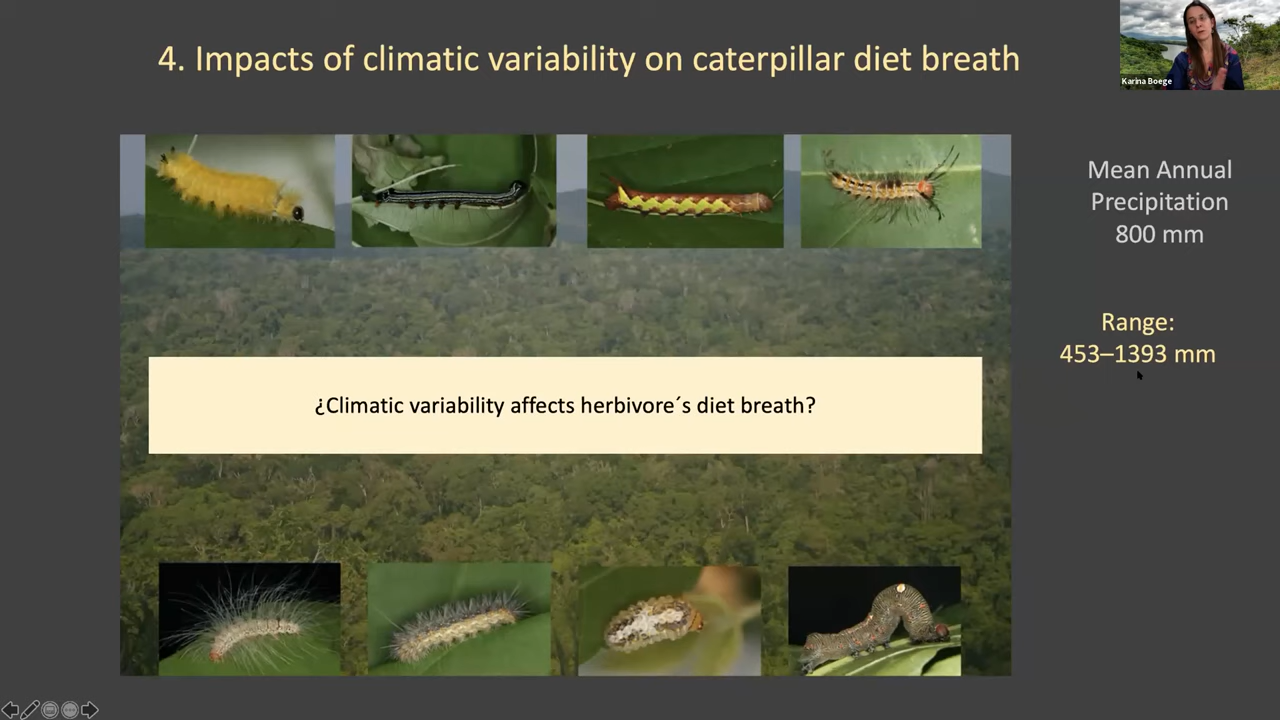 4. Impacts of climatic variability on caterpillar diet breath
Karina Boege
Mean Annual
Precipitation
800 mm
Range:
453–1393 mm
¿Climatic variability affects herbivore´s diet breath?